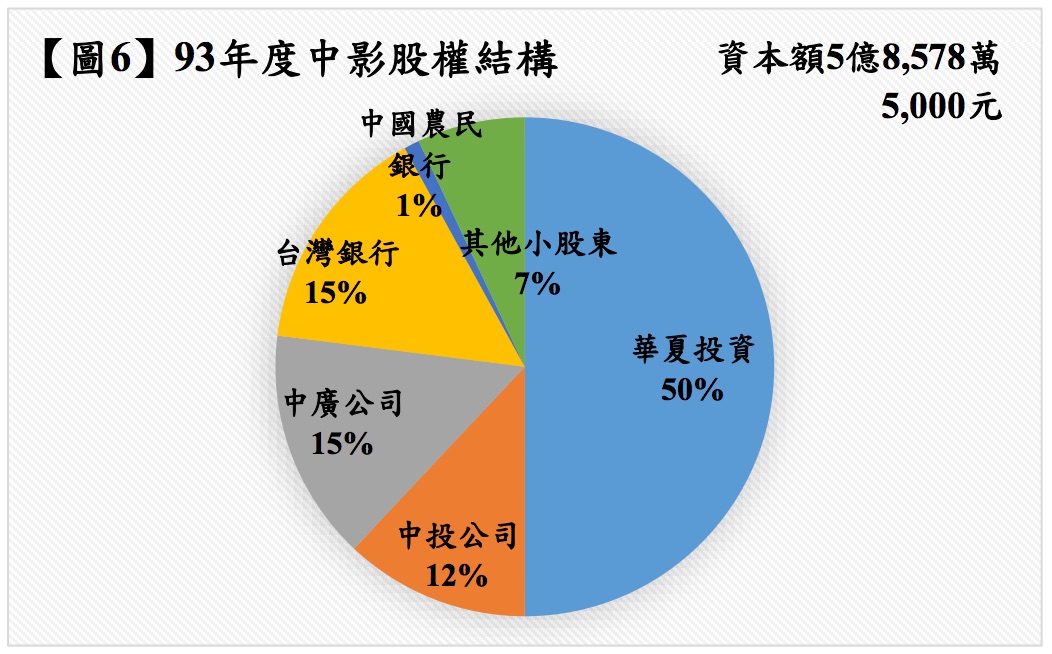 【圖6】93年度中影股權結構
資本額5億8,578萬
5,000元
中國農民
銀行
1%
其他小股東
7%
台灣銀行
15%
華夏投資
50%
中廣公司
15%
中投公司
12%